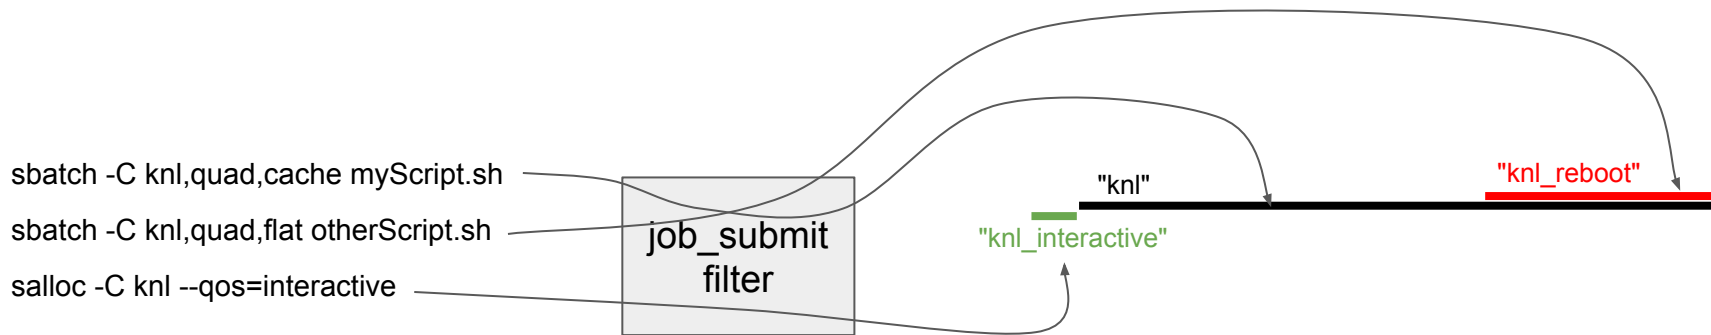 sbatch -C knl,quad,cache myScript.sh
sbatch -C knl,quad,flat otherScript.sh
salloc -C knl --qos=interactive
job_submit
filter
"knl"
"knl_reboot"
"knl_interactive"